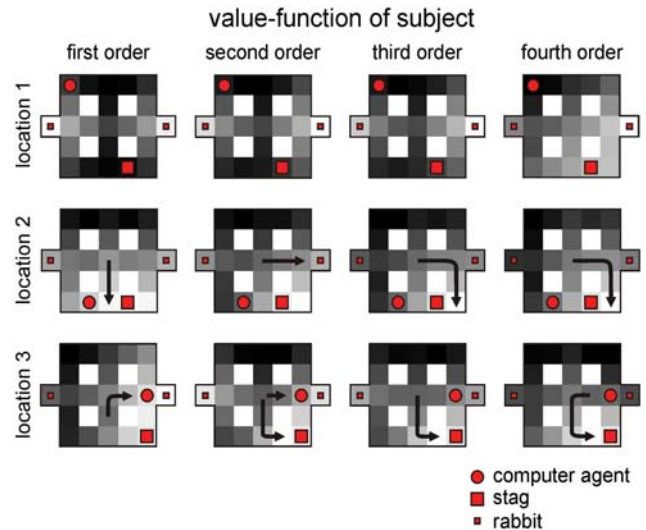 value-function of subject
first order second order third order fourth order
location 1
location 2
location 3
computer agent
stag
rabbit